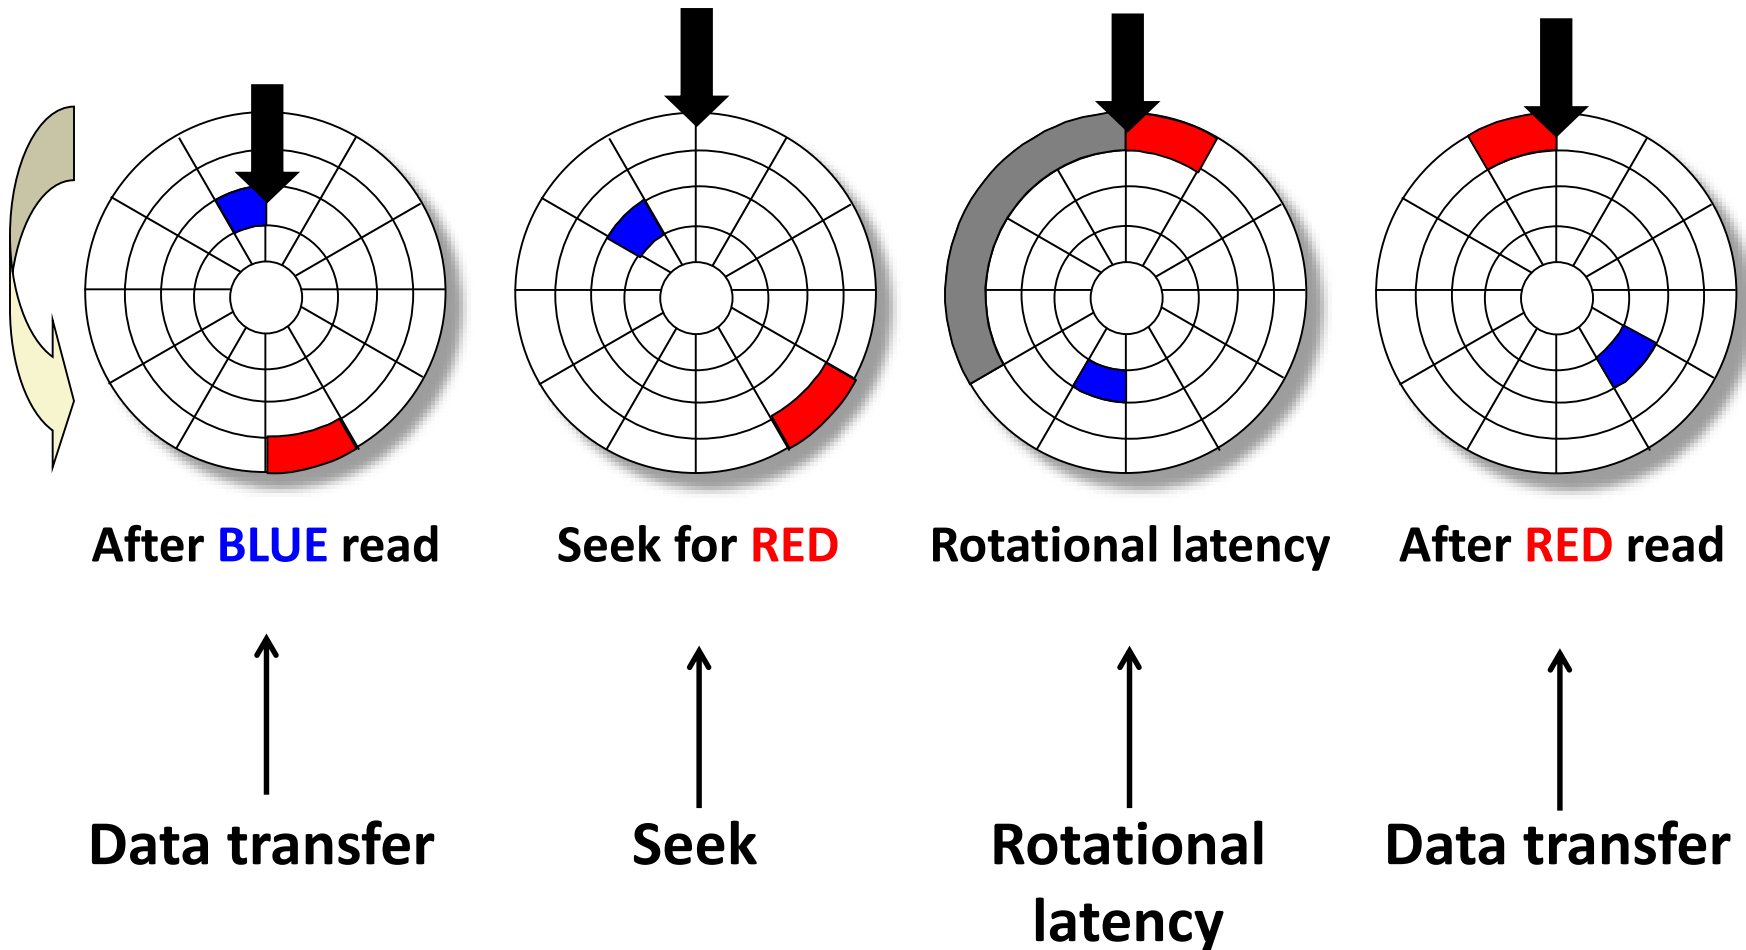 After BLUE read
Seek for RED
Rotational latency
After RED read
Data transfer
Seek
Rotational
latency
Data transfer